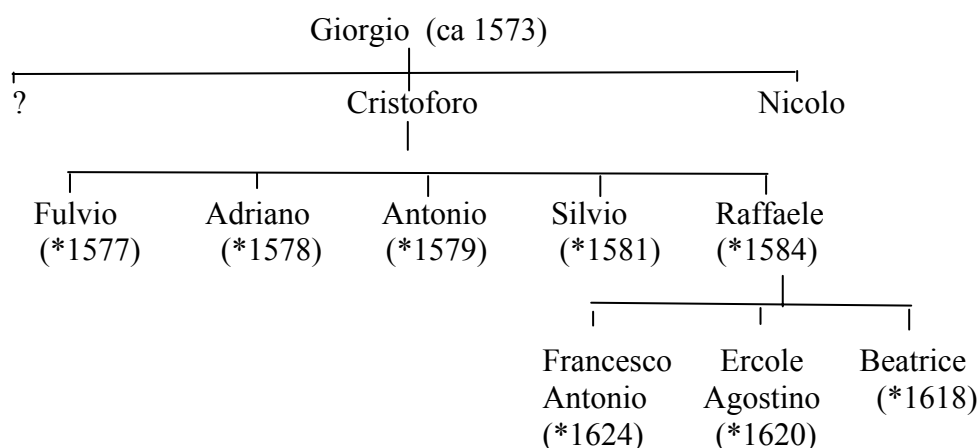 Giorgio (ca 1573)
? Cristoforo Nicolo
Fulvio Adriano Antonio Silvio Raffaele
(*1577) (*1578) (*1579) (*1581) (*1584)
Francesco Ercole Beatrice
Antonio Agostino (*1618)
(*1624) (*1620)